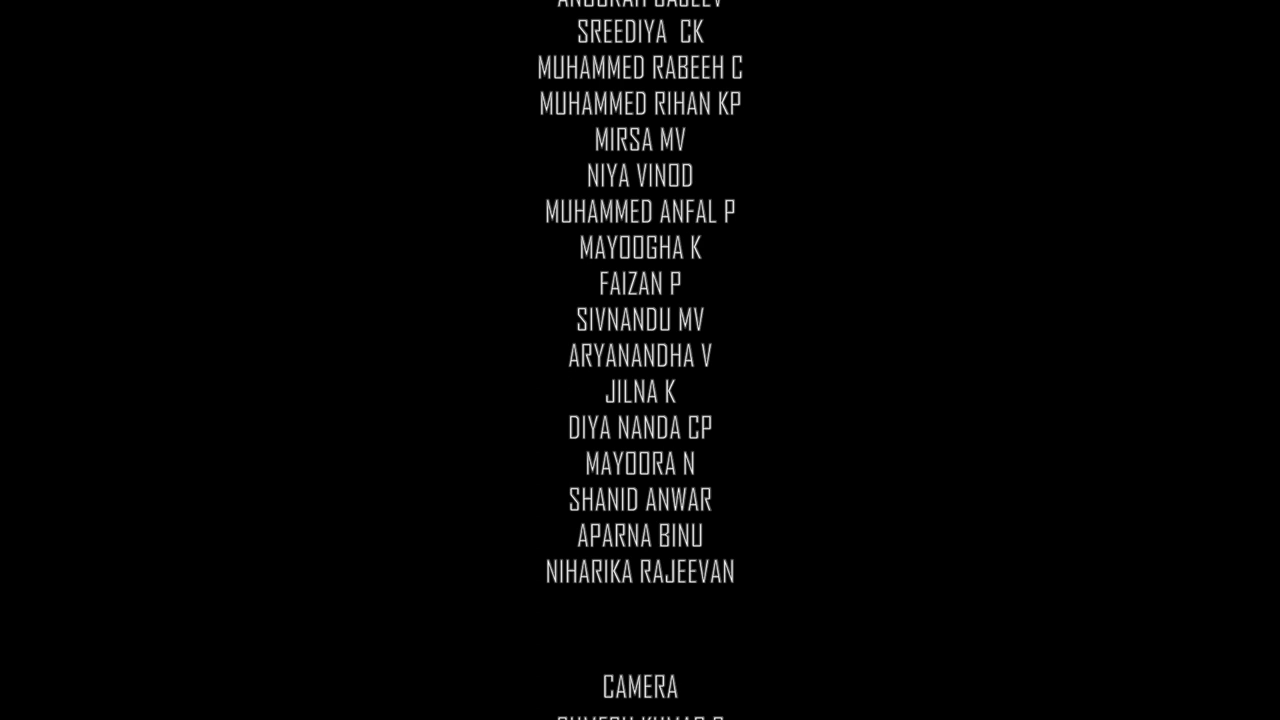 SREEDIYA  CK
MUHAMMED RABEEH C
MUHAMMED RIHAN KP
MIRSA MV
NIYA VINOD
MUHAMMED ANFAL P
MAYOOGHA K
FAIZAN P
SIVNANDU MV
ARYANANDHA V
JILNA K
DIYA NANDA CP
MAYOORA N
SHANID ANWAR
APARNA BINU
NIHARIKA RAJEEVAN
CAMERA